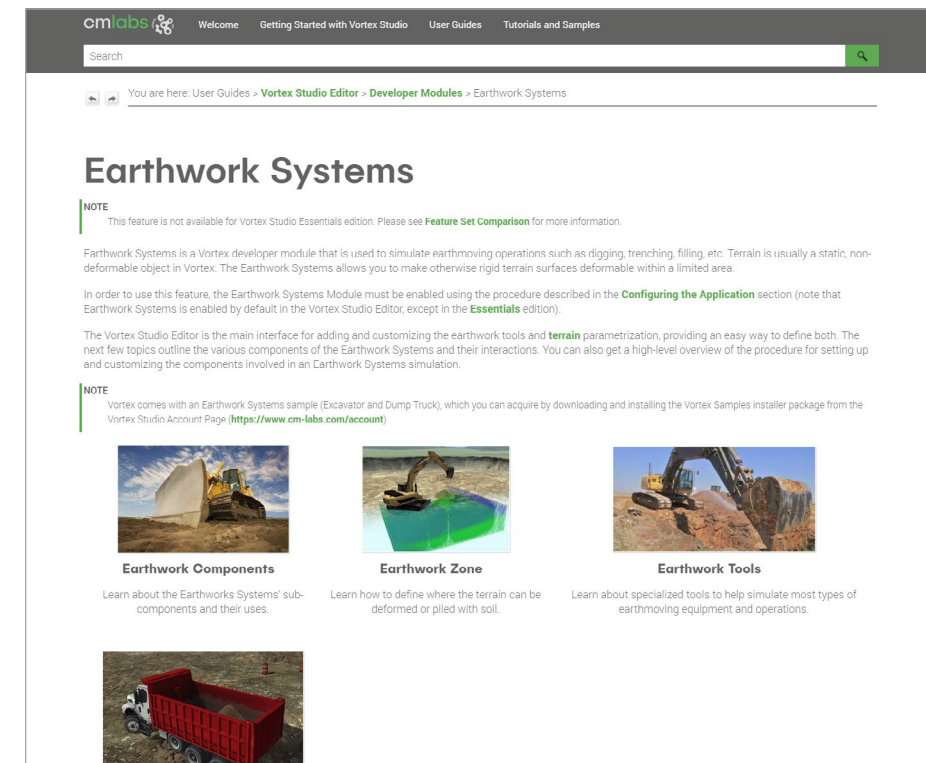 cmlabs Welcome Getting Started with Vortex Studio User Guides Tutorials and Samples
Search
You are here: User Guides > Vortex Studio Editor > Developer Modules > Earthwork Systems
Earthwork Systems
NOTE
This feature is not available for Vortex Studio Essentials edition. Please see Feature Set Comparison for more information.
Earthwork Systems is a Vortex developer module that is used to simulate earthmoving operations such as digging, trenching, filling, etc. Terrain is usually a static, non-
deformable object in Vortex. The Earthwork Systems allows you to make otherwise rigid terrain surfaces deformable within a limited area.
In order to use this feature, the Earthwork Systems Module must be enabled using the procedure described in the Configuring the Application section (note that
Earthwork Systems is enabled by default in the Vortex Studio Editor, except in the Essentials edition).
The Vortex Studio Editor is the main interface for adding and customizing the earthwork tools and terrain parametrization, providing an easy way to define both. The
next few topics outline the various components of the Earthwork Systems and their interactions. You can also get a high-level overview of the procedure for setting up
and customizing the components involved in an Earthwork Systems simulation.
NOTE
Vortex comes with an Earthwork Systems sample (Excavator and Dump Truck), which you can acquire by downloading and installing the Vortex Samples installer package from the
Vortex Studio Account Page (https://www.cm-labs.com/account)
Earthwork Components
Learn about the Earthworks Systems' sub-
components and their uses.
Earthwork Zone
Learn how to define where the terrain can be
deformed or piled with soil.
Earthwork Tools
Learn about specialized tools to help simulate most types of
earthmoving equipment and operations.